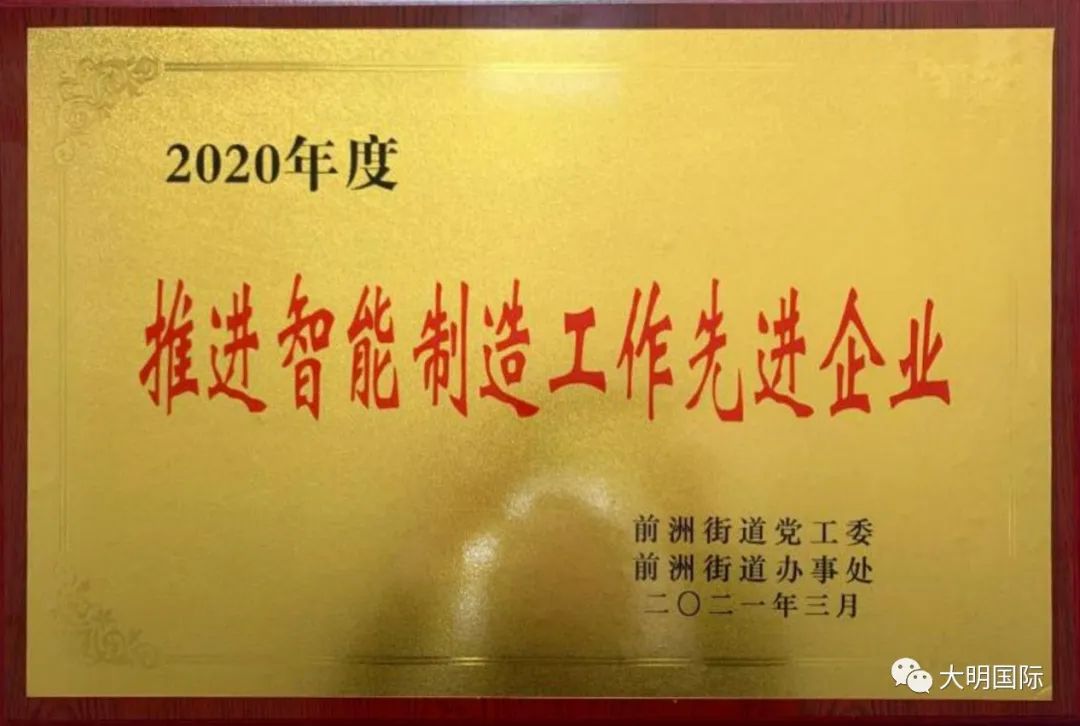 2020年度
推进智能制造工作先进企业
前洲街道党工委
前洲街道办事处
二〇二一年三月
大明国际